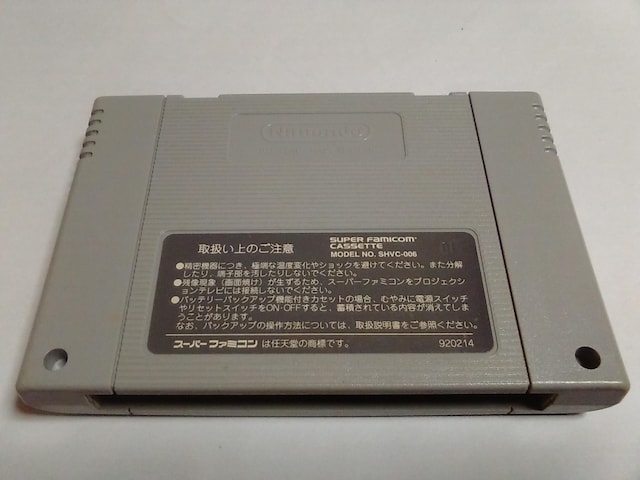 Nintendo
取扱い上のご注意
SUPER FAMICOM
CASSETTE
MODEL NO. SHVC-006
●精密機器につき、極端な温度変化やショックを避けてください。また分解
したり、端子部を汚したりしないでください。
●残像現象（画面焼け）が生ずるため、スーパーファミコンをプロジェクシ
ョンテレビには接続しないでください。
●バッテリーバックアップ機能付きカセットの場合、むやみに電源スイッチ
やリセットスイッチをON-OFFすると、蓄積されている内容が消えてしま
うことがあります。
なお、バックアップの操作方法については、取扱説明書をご参照ください。
スーパーファミコンは任天堂の商標です。
920214